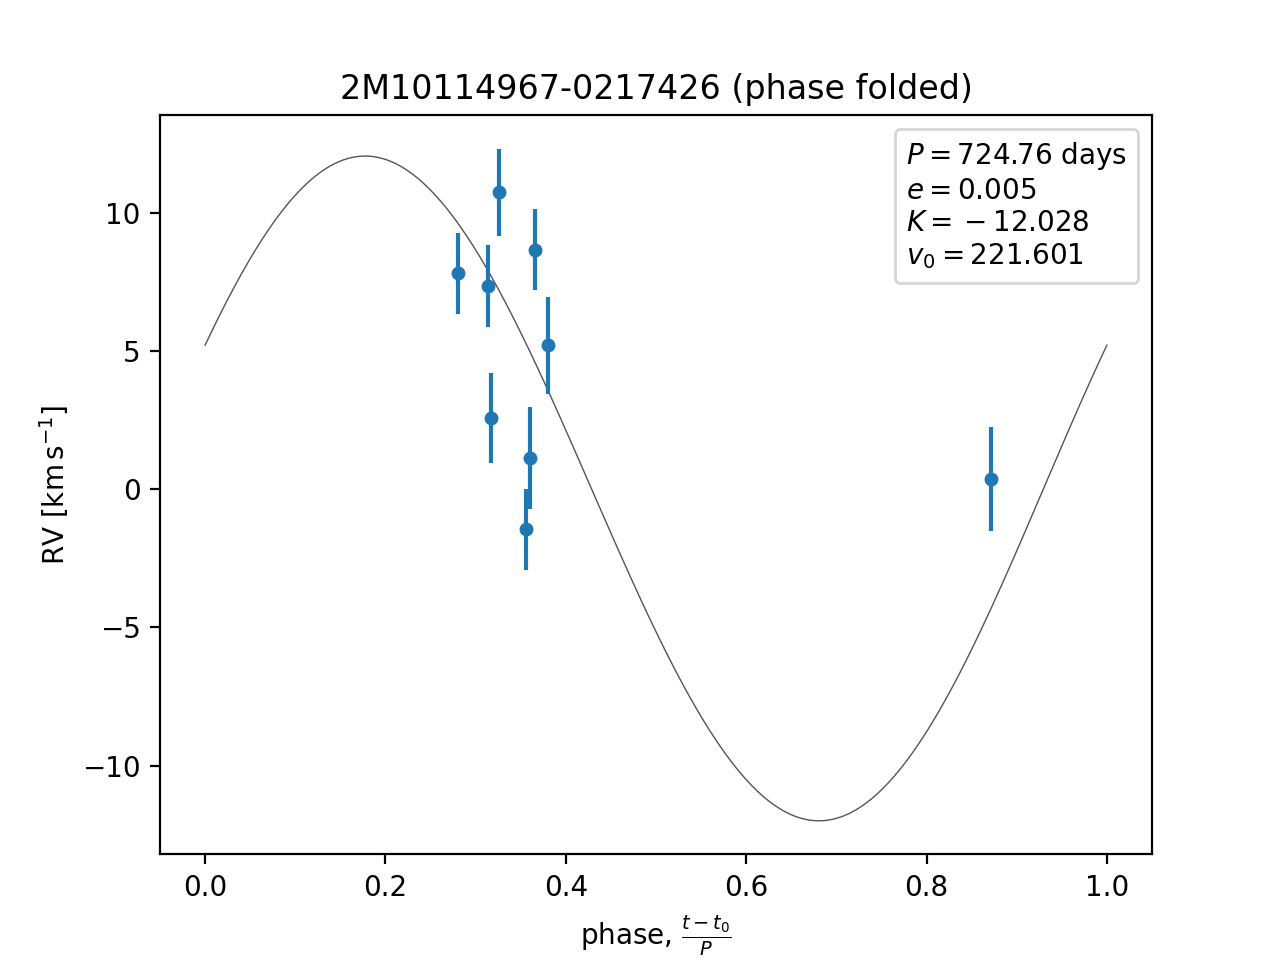 2M10114967-0217426 (phase folded)
P = 724.76 days
e = 0.005
K = −12.028
v₀ = 221.601
RV [km s⁻¹]
10
5
0
−5
−10
0.0 0.2 0.4 0.6 0.8 1.0
phase, (t − t₀)/P